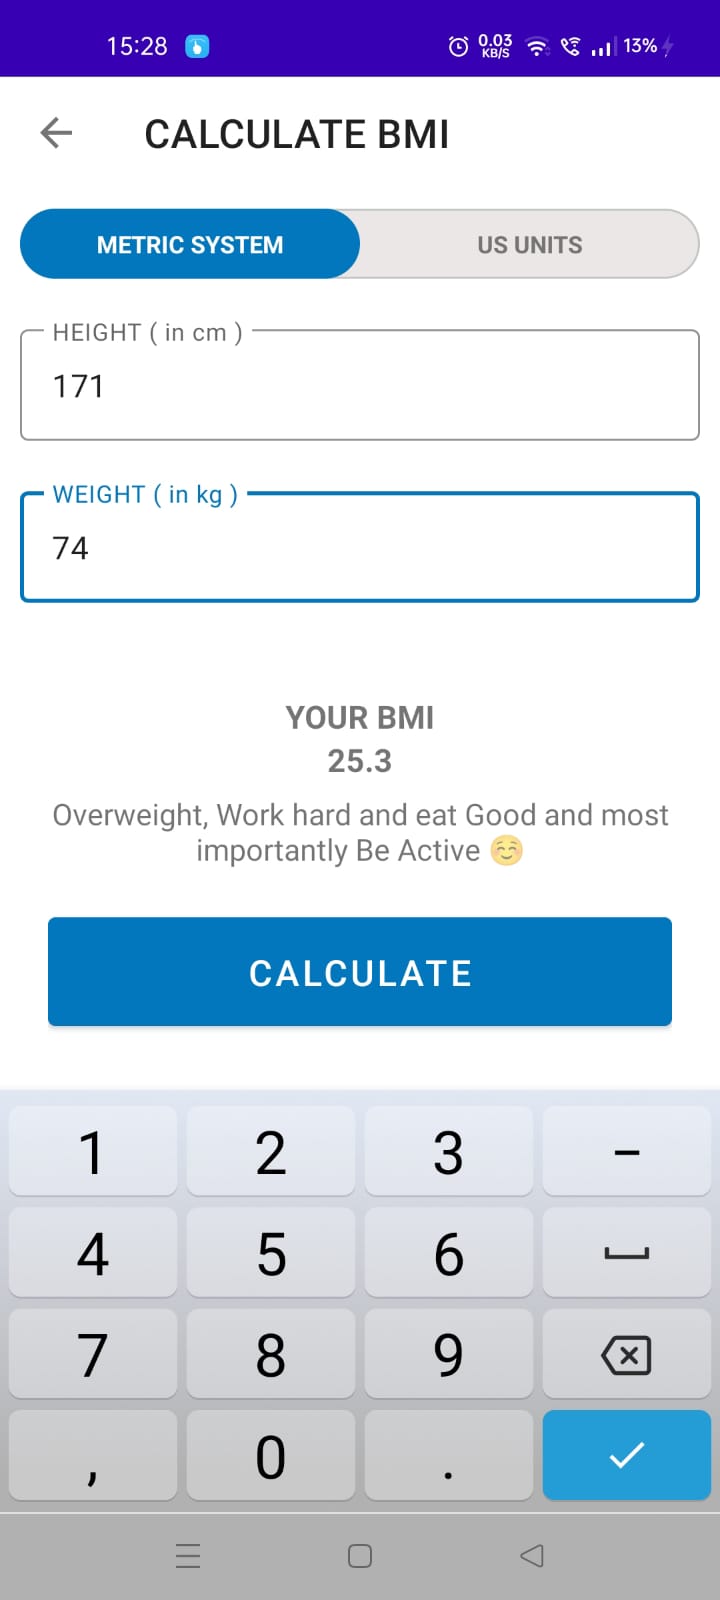 15:28 0.03 KB/S 13%
CALCULATE BMI
METRIC SYSTEM US UNITS
HEIGHT ( in cm )
171
WEIGHT ( in kg )
74
YOUR BMI
25.3
Overweight, Work hard and eat Good and most
importantly Be Active ☺️
CALCULATE
1 2 3 –
4 5 6
7 8 9
, 0 .